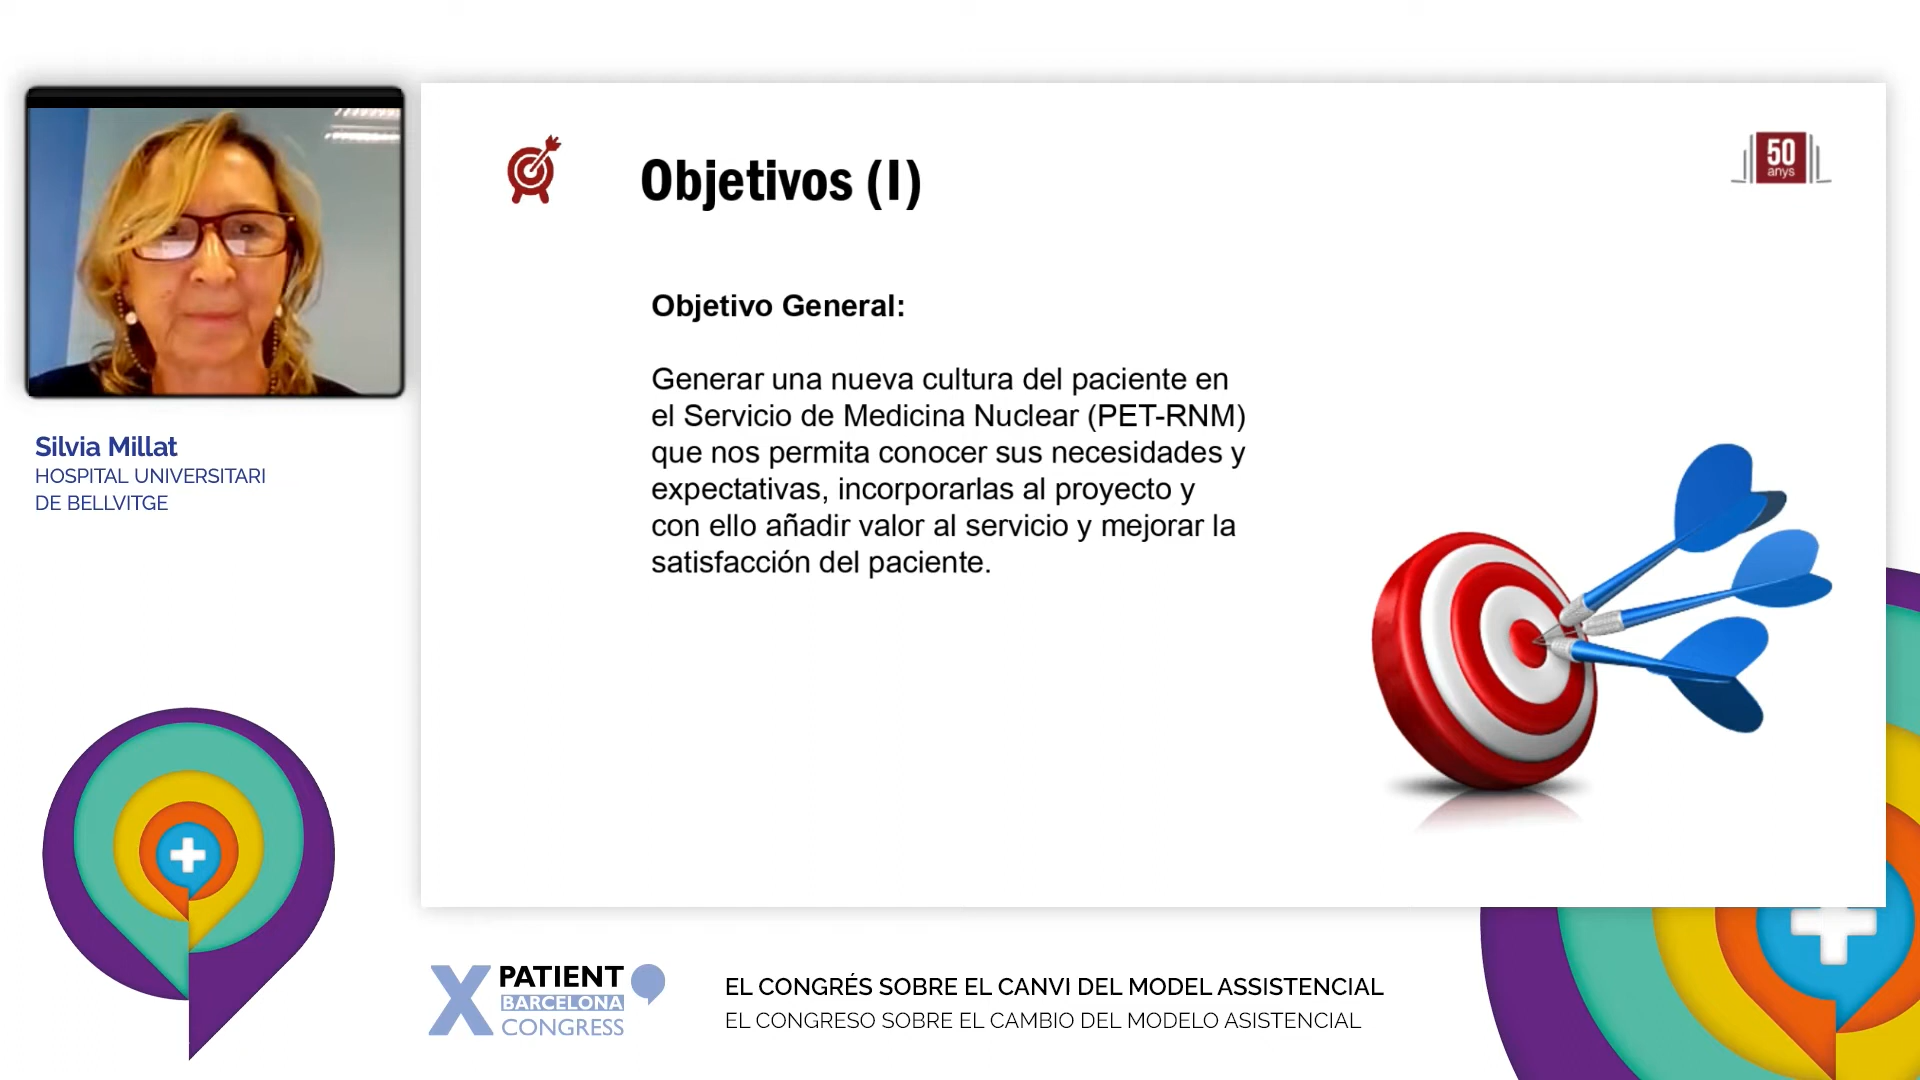 Silvia Millat
HOSPITAL UNIVERSITARI
DE BELLVITGE
Objetivos (I)
50
anys
Objetivo General:
Generar una nueva cultura del paciente en
el Servicio de Medicina Nuclear (PET-RNM)
que nos permita conocer sus necesidades y
expectativas, incorporarlas al proyecto y
con ello añadir valor al servicio y mejorar la
satisfacción del paciente.
X PATIENT
BARCELONA
CONGRESS
EL CONGRÉS SOBRE EL CANVI DEL MODEL ASSISTENCIAL
EL CONGRESO SOBRE EL CAMBIO DEL MODELO ASISTENCIAL